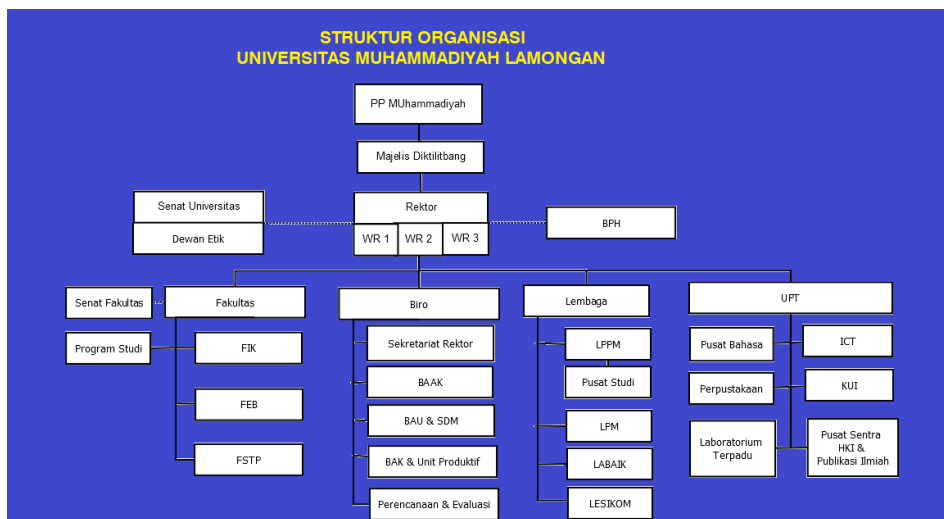 STRUKTUR ORGANISASI
UNIVERSITAS MUHAMMADIYAH LAMONGAN
PP MUhammadiyah
Majelis Diktilitbang
Senat Universitas
Dewan Etik
Rektor
WR 1
WR 2
WR 3
BPH
Senat Fakultas
Fakultas
Program Studi
FIK
FEB
FSTP
Biro
Sekretariat Rektor
BAAK
BAU & SDM
BAK & Unit Produktif
Perencanaan & Evaluasi
Lembaga
LPPM
Pusat Studi
LPM
LABAIK
LESIKOM
UPT
Pusat Bahasa
ICT
Perpustakaan
KUI
Laboratorium
Terpadu
Pusat Sentra
HKI &
Publikasi Ilmiah